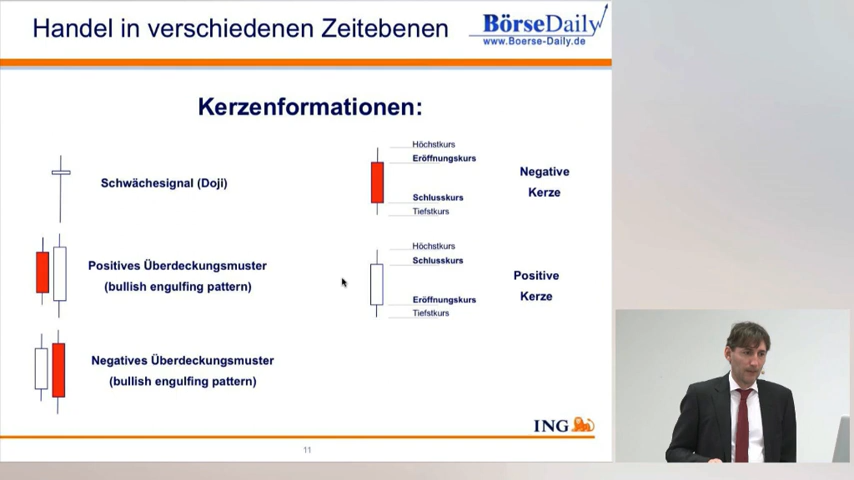 Handel in verschiedenen Zeitebenen
BörseDaily
www.Boerse-Daily.de
Kerzenformationen:
Schwächesignal (Doji)
Positives Überdeckungsmuster
(bullish engulfing pattern)
Negatives Überdeckungsmuster
(bullish engulfing pattern)
Höchstkurs
Eröffnungskurs
Schlusskurs
Tiefstkurs
Negative
Kerze
Höchstkurs
Schlusskurs
Eröffnungskurs
Tiefstkurs
Positive
Kerze
ING
11